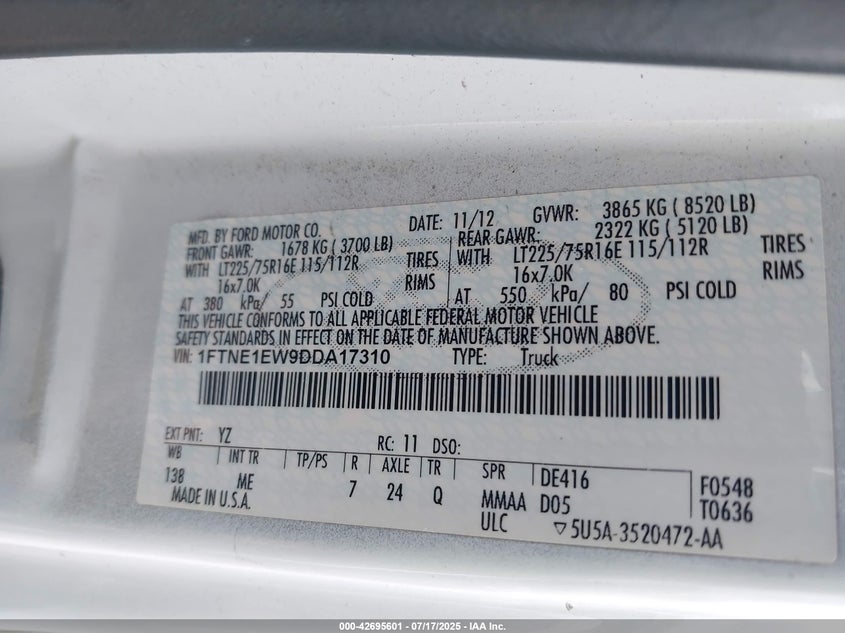 MFD. BY FORD MOTOR CO. DATE: 11/12 GVWR: 3865 KG ( 8520 LB)
FRONT GAWR: 1678 KG ( 3700 LB) REAR GAWR: 2322 KG ( 5120 LB)
WITH LT225/75R16E 115/112R TIRES WITH LT225/75R16E 115/112R TIRES
16x7.0K RIMS 16x7.0K RIMS
AT 380 kPa/ 55 PSI COLD AT 550 kPa/ 80 PSI COLD
THIS VEHICLE CONFORMS TO ALL APPLICABLE FEDERAL MOTOR VEHICLE
SAFETY STANDARDS IN EFFECT ON THE DATE OF MANUFACTURE SHOWN ABOVE.
VIN: 1FTNE1EW9DDA17310 TYPE: Truck
EXT PNT: YZ RC: 11 DSO:
WB INT TR TP/PS R AXLE TR SPR DE416 F0548
138 ME 7 24 Q MMAA D05 T0636
MADE IN U.S.A. ULC ▽5U5A-3520472-AA
000-42695601 - 07/17/2025 - IAA Inc.